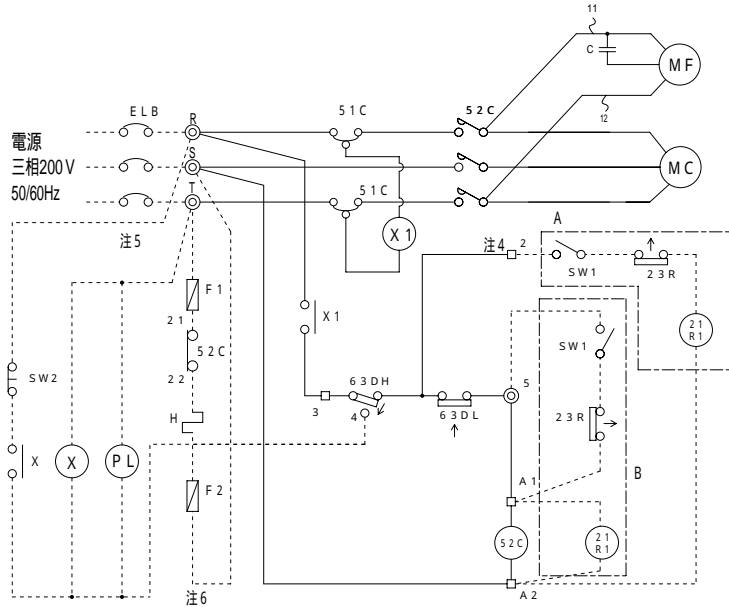 11
C
MF
12
ELB
R
51C
52C
電源
三相200V
50/60Hz
S
T
51C
MC
X1
注5
注4
2
A
SW1
23R
F1
21
52C
22
X1
21
R1
SW1
SW2
H
3
63DH
4
63DL
5
23R
X
X
PL
F2
A1
B
52C
21
R1
A2
注6